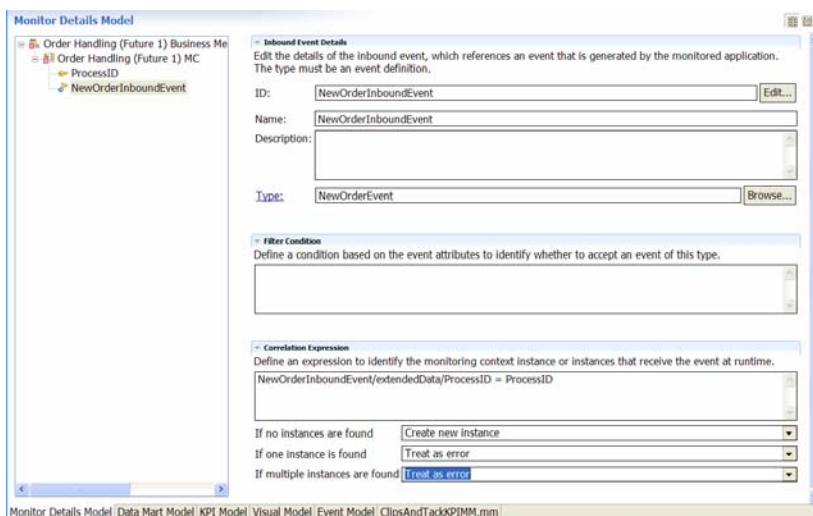 Monitor Details Model
Order Handling (Future 1) Business Me
Order Handling (Future 1) MC
ProcessID
NewOrderInboundEvent
Inbound Event Details
Edit the details of the inbound event, which references an event that is generated by the monitored application.
The type must be an event definition.
ID: NewOrderInboundEvent Edit...
Name: NewOrderInboundEvent
Description:
Type: NewOrderEvent Browse...
Filter Condition
Define a condition based on the event attributes to identify whether to accept an event of this type.
Correlation Expression
Define an expression to identify the monitoring context instance or instances that receive the event at runtime.
NewOrderInboundEvent/extendedData/ProcessID = ProcessID
If no instances are found Create new instance
If one instance is found Treat as error
If multiple instances are found Treat as error
Monitor Details Model Data Mart Model KPI Model Visual Model Event Model ClipsAndTackKPIMM.mm